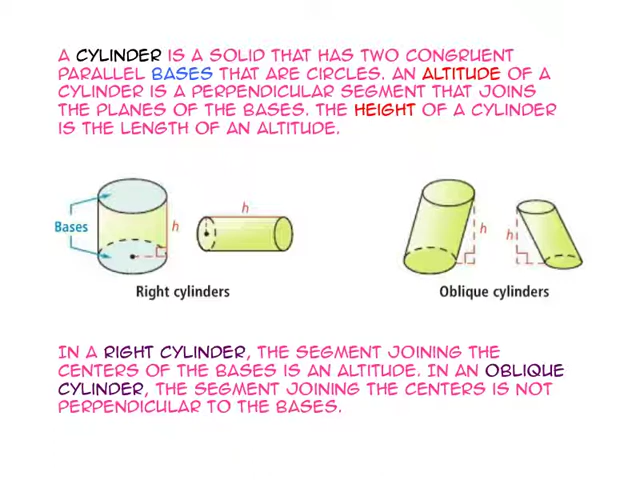 A CYLINDER IS A SOLID THAT HAS TWO CONGRUENT
PARALLEL BASES THAT ARE CIRCLES. AN ALTITUDE OF A
CYLINDER IS A PERPENDICULAR SEGMENT THAT JOINS
THE PLANES OF THE BASES. THE HEIGHT OF A CYLINDER
IS THE LENGTH OF AN ALTITUDE.
Bases
h
h
h
h
Right cylinders
Oblique cylinders
IN A RIGHT CYLINDER, THE SEGMENT JOINING THE
CENTERS OF THE BASES IS AN ALTITUDE. IN AN OBLIQUE
CYLINDER, THE SEGMENT JOINING THE CENTERS IS NOT
PERPENDICULAR TO THE BASES.